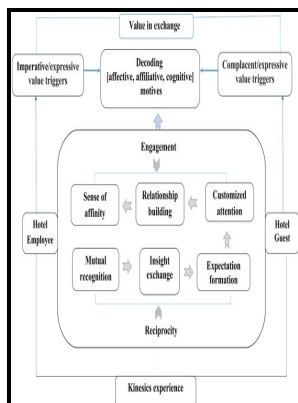 Value in exchange
Imperative/expressive
value triggers
Decoding
[affective, affiliative, cognitive]
motives
Complacent/expressive
value triggers
Engagement
Sense of
affinity
Relationship
building
Customized
attention
Hotel
Employee
Hotel
Guest
Mutual
recognition
Insight
exchange
Expectation
formation
Reciprocity
Kinesics experience